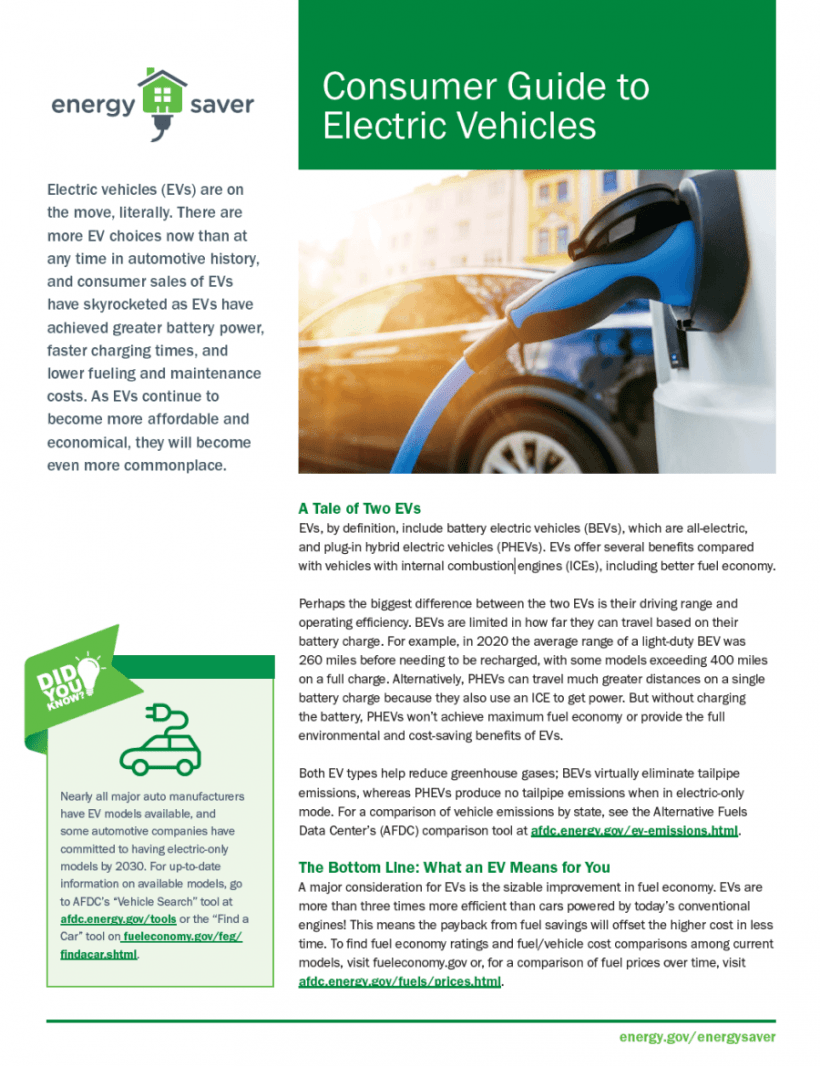 energy saver
Consumer Guide to
Electric Vehicles
Electric vehicles (EVs) are on
the move, literally. There are
more EV choices now than at
any time in automotive history,
and consumer sales of EVs
have skyrocketed as EVs have
achieved greater battery power,
faster charging times, and
lower fueling and maintenance
costs. As EVs continue to
become more affordable and
economical, they will become
even more commonplace.
A Tale of Two EVs
EVs, by definition, include battery electric vehicles (BEVs), which are all-electric,
and plug-in hybrid electric vehicles (PHEVs). EVs offer several benefits compared
with vehicles with internal combustion engines (ICEs), including better fuel economy.
Perhaps the biggest difference between the two EVs is their driving range and
operating efficiency. BEVs are limited in how far they can travel based on their
battery charge. For example, in 2020 the average range of a light-duty BEV was
260 miles before needing to be recharged, with some models exceeding 400 miles
on a full charge. Alternatively, PHEVs can travel much greater distances on a single
battery charge because they also use an ICE to get power. But without charging
the battery, PHEVs won't achieve maximum fuel economy or provide the full
environmental and cost-saving benefits of EVs.
Both EV types help reduce greenhouse gases; BEVs virtually eliminate tailpipe
emissions, whereas PHEVs produce no tailpipe emissions when in electric-only
mode. For a comparison of vehicle emissions by state, see the Alternative Fuels
Data Center's (AFDC) comparison tool at afdc.energy.gov/ev-emissions.html.
The Bottom LIne: What an EV Means for You
A major consideration for EVs is the sizable improvement in fuel economy. EVs are
more than three times more efficient than cars powered by today's conventional
engines! This means the payback from fuel savings will offset the higher cost in less
time. To find fuel economy ratings and fuel/vehicle cost comparisons among current
models, visit fueleconomy.gov or, for a comparison of fuel prices over time, visit
afdc.energy.gov/fuels/prices.html.
DID
YOU
KNOW?
Nearly all major auto manufacturers
have EV models available, and
some automotive companies have
committed to having electric-only
models by 2030. For up-to-date
information on available models, go
to AFDC's "Vehicle Search" tool at
afdc.energy.gov/tools or the "Find a
Car" tool on fueleconomy.gov/feg/
findacar.shtml.
energy.gov/energysaver